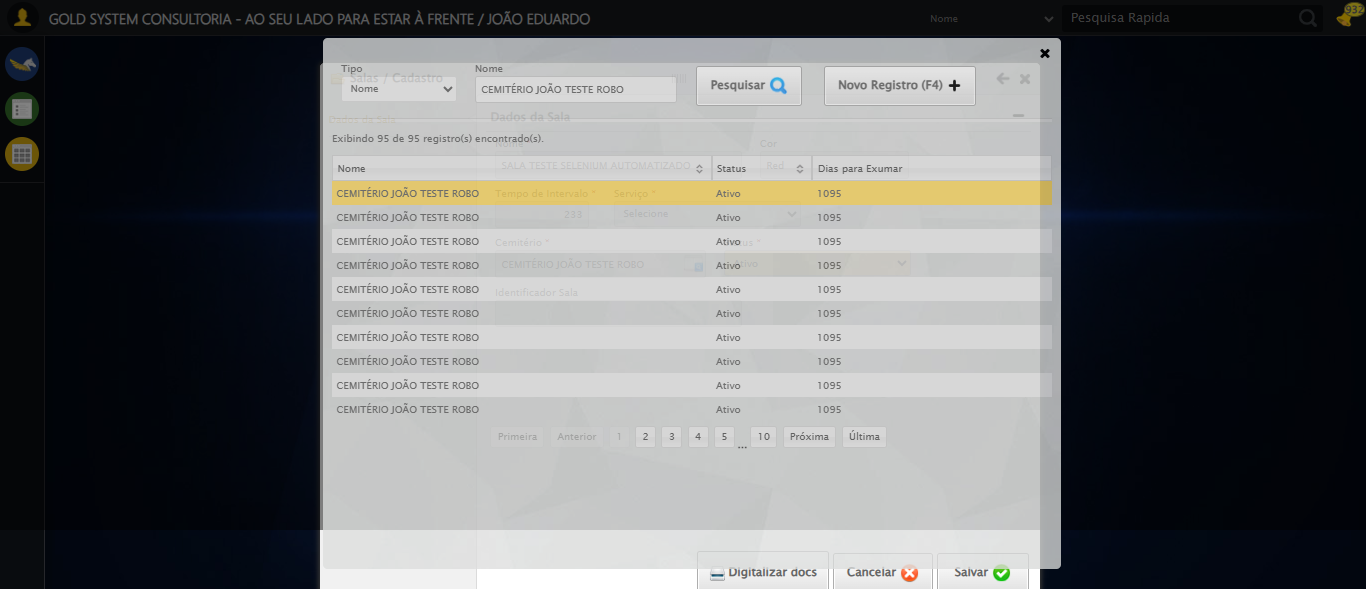 GOLD SYSTEM CONSULTORIA - AO SEU LADO PARA ESTAR À FRENTE / JOÃO EDUARDO
Nome
Pesquisa Rapida
932
Tipo
Nome
Salas / Cadastro
Nome
CEMITÉRIO JOÃO TESTE ROBO
Pesquisar
Novo Registro (F4)
Dados da Sala
Dados da Sala
Exibindo 95 de 95 registro(s) encontrado(s).
Cor
SALA TESTE SELENIUM AUTOMATIZADO
Red
Nome
Status
Dias para Exumar
CEMITÉRIO JOÃO TESTE ROBO
Ativo
1095
Tempo de Intervalo *
Serviço *
CEMITÉRIO JOÃO TESTE ROBO
Ativo
1095
Selecione
CEMITÉRIO JOÃO TESTE ROBO
Ativo
1095
Cemitério *
CEMITÉRIO JOÃO TESTE ROBO
Ativo
1095
CEMITÉRIO JOÃO TESTE ROBO
Ativo
CEMITÉRIO JOÃO TESTE ROBO
Ativo
1095
Identificador Sala
CEMITÉRIO JOÃO TESTE ROBO
Ativo
1095
CEMITÉRIO JOÃO TESTE ROBO
Ativo
1095
CEMITÉRIO JOÃO TESTE ROBO
Ativo
1095
CEMITÉRIO JOÃO TESTE ROBO
Ativo
1095
CEMITÉRIO JOÃO TESTE ROBO
Ativo
1095
Primeira Anterior 1 2 3 4 5 ... 10 Próxima Última
Digitalizar docs
Cancelar
Salvar